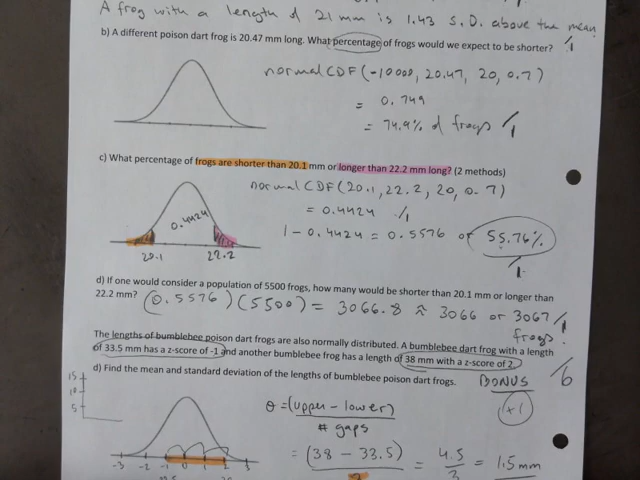 A frog with a length of 21 mm is 1.43 S.D. above the mean.
b) A different poison dart frog is 20.47 mm long. What percentage of frogs would we expect to be shorter? /1
normalCDF(-10000, 20.47, 20, 0.7)
= 0.749
= 74.9% of frogs /1
c) What percentage of frogs are shorter than 20.1 mm or longer than 22.2 mm long? (2 methods)
normalCDF(20.1, 22.2, 20, 0.7)
= 0.4424 /1
1 - 0.4424 = 0.5576 or 55.76%
/1
0.4424
20.1 22.2
d) If one would consider a population of 5500 frogs, how many would be shorter than 20.1 mm or longer than
22.2 mm? (0.5576)(5500) = 3066.8 ≈ 3066 or 3067 /1
frogs.
The lengths of bumblebee poison dart frogs are also normally distributed. A bumblebee dart frog with a length
of 33.5 mm has a z-score of -1 and another bumblebee frog has a length of 38 mm with a z-score of 2. /6
d) Find the mean and standard deviation of the lengths of bumblebee poison dart frogs. BONUS
+1
15
10
5
θ = (upper - lower)
# gaps
= (38 - 33.5) = 4.5 = 1.5 mm
3
-3 -2 -1 0 1 2 3